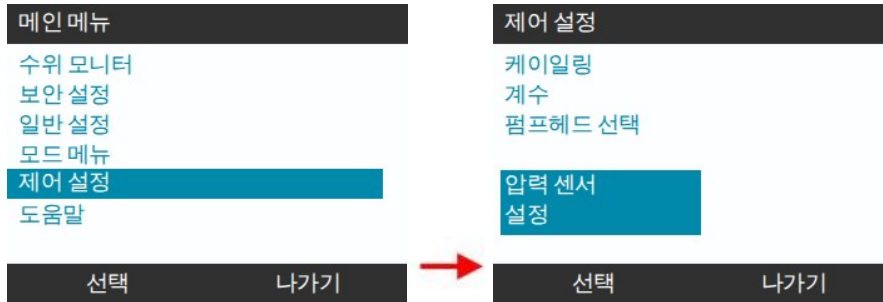 메인 메뉴
수위 모니터
보안 설정
일반 설정
모드 메뉴
제어 설정
도움말
선택 나가기
제어 설정
케이일링
계수
펌프헤드 선택
압력 센서
설정
선택 나가기